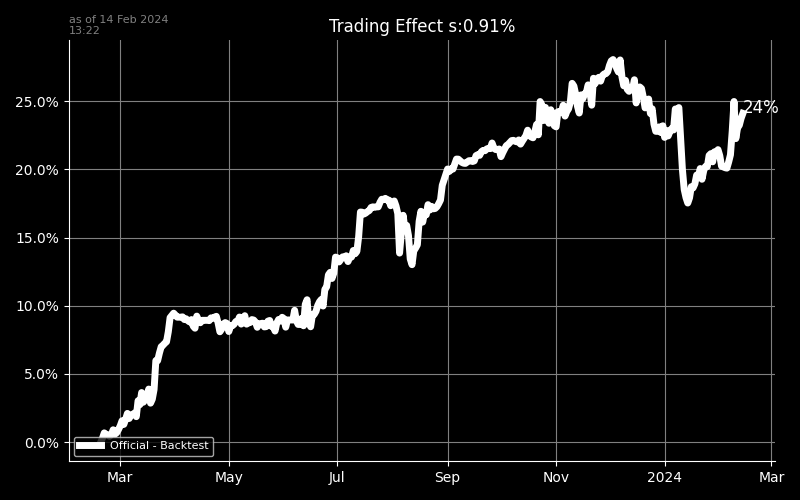 as of 14 Feb 2024
13:22
Trading Effect s:0.91%
25.0%
20.0%
15.0%
10.0%
5.0%
0.0%
24%
Official - Backtest
Mar May Jul Sep Nov 2024 Mar